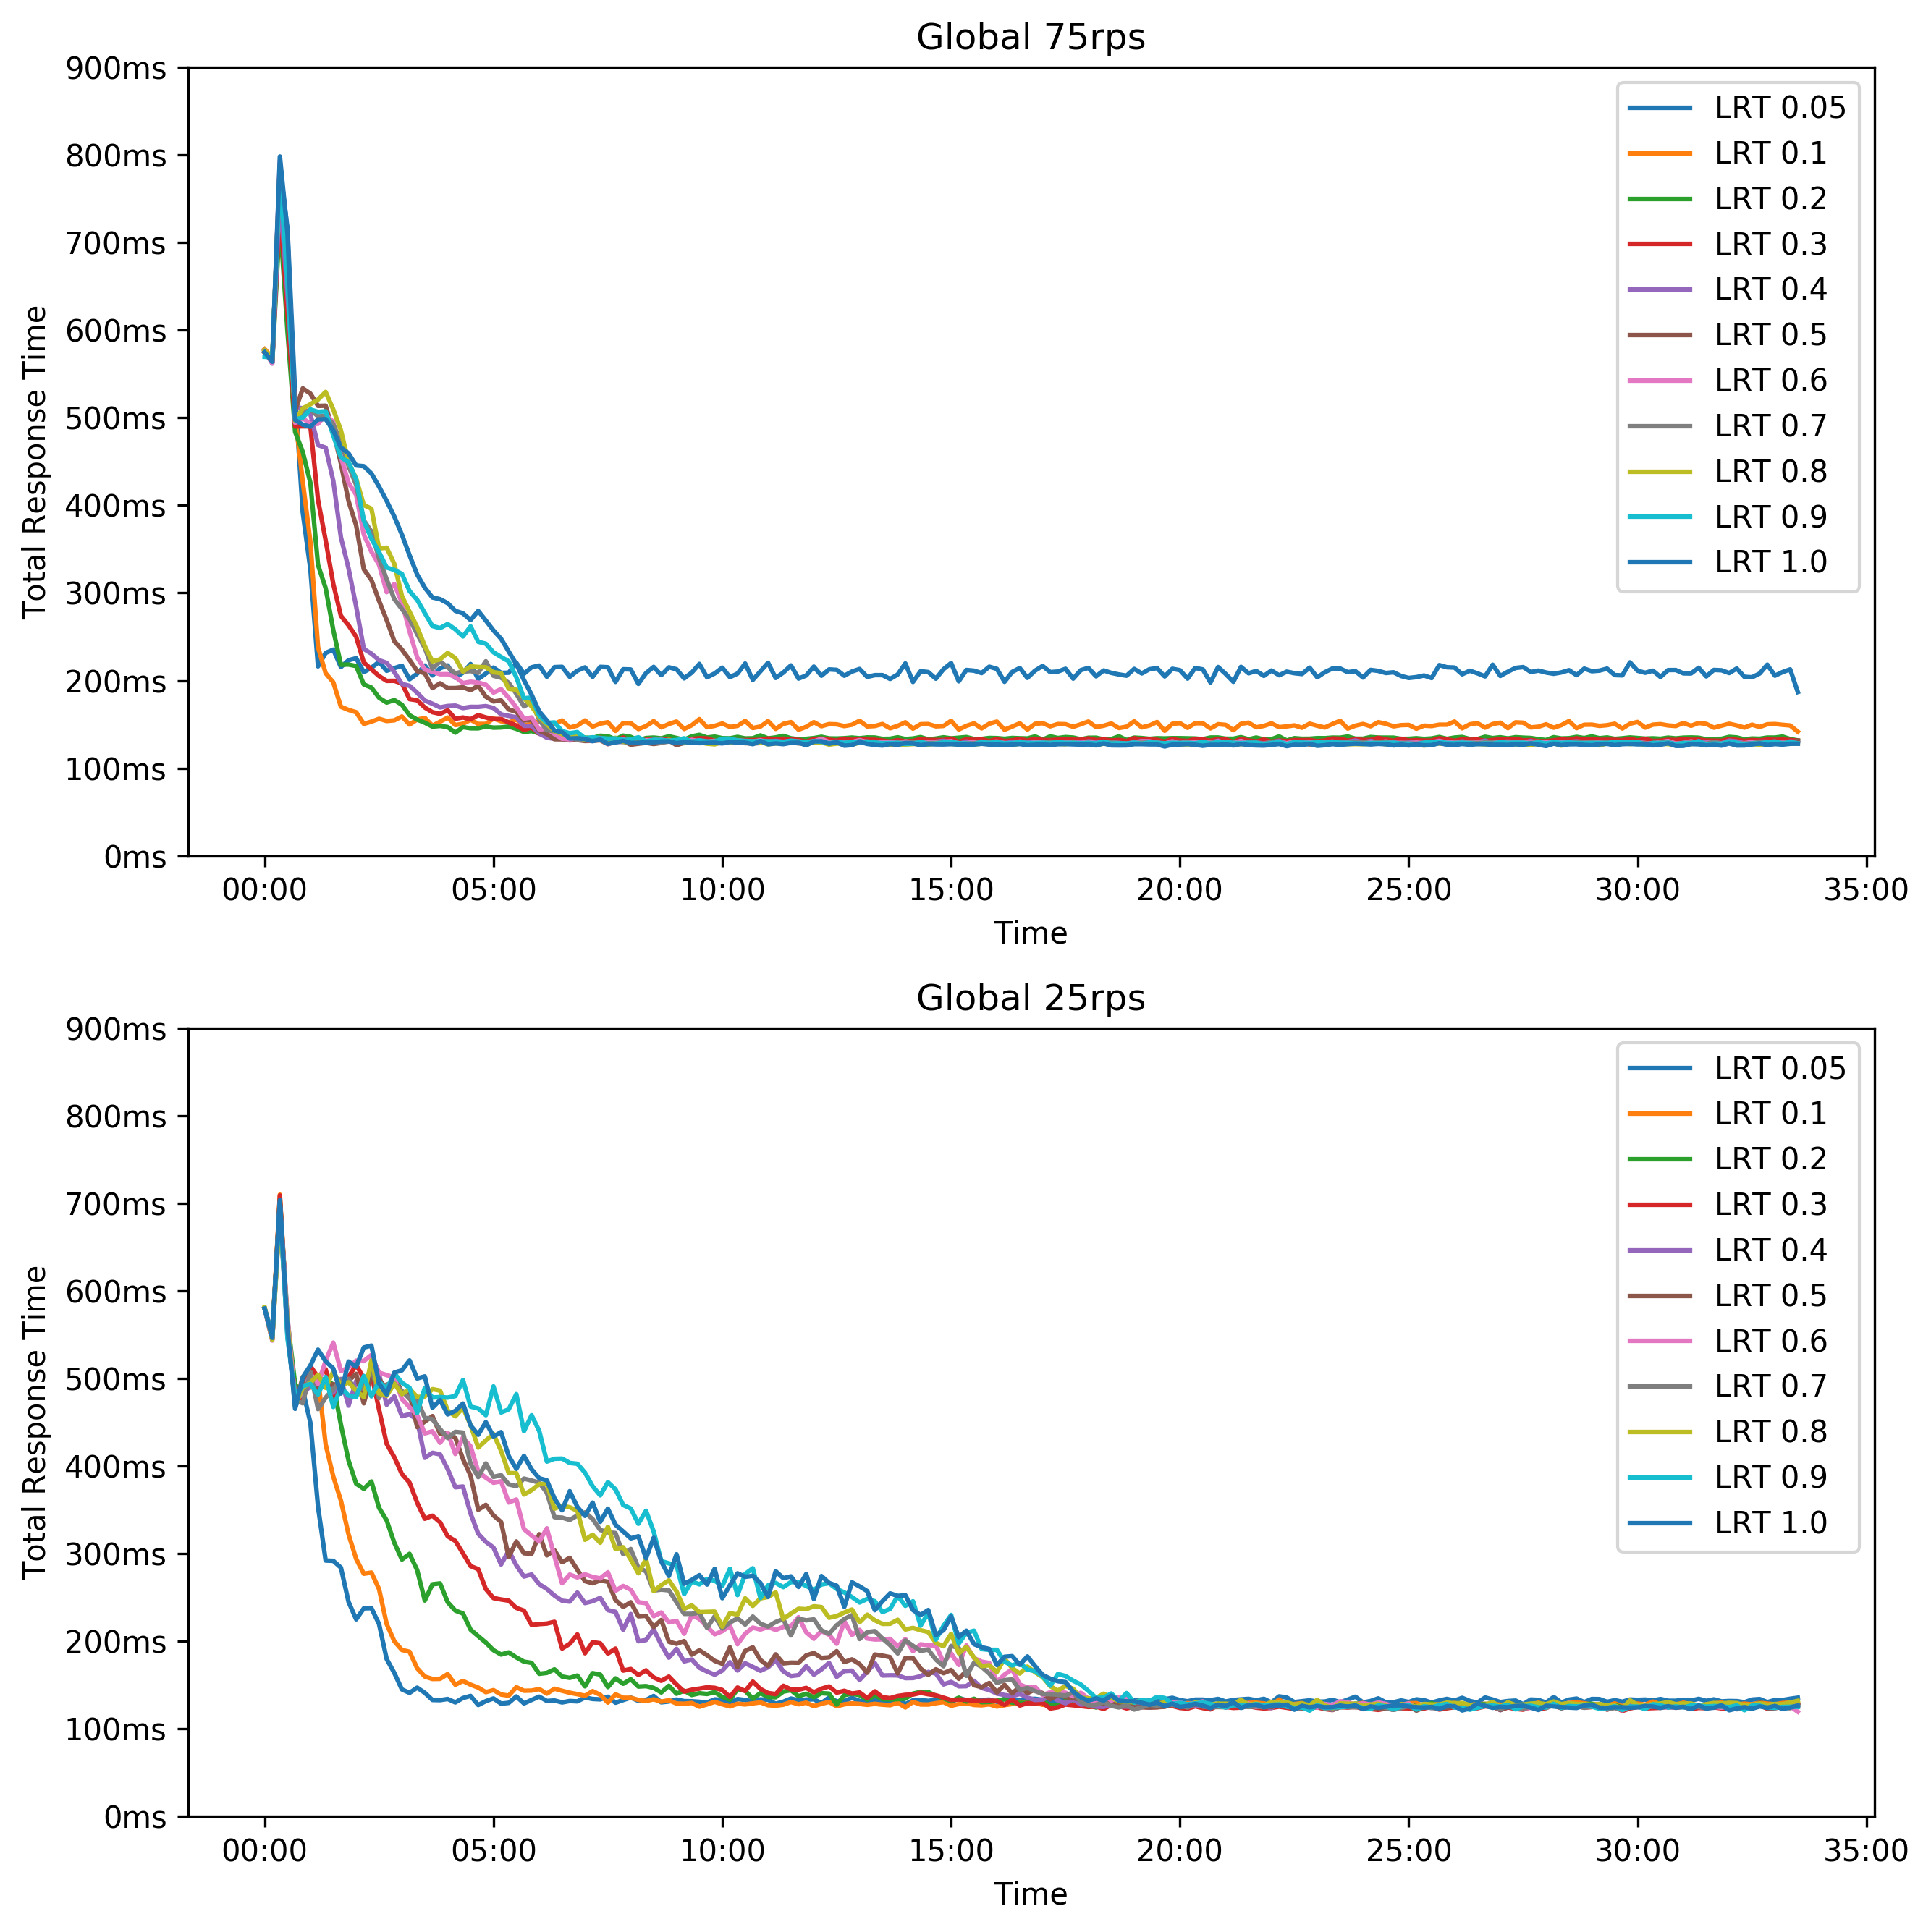 Global 75rps
900ms
800ms
700ms
600ms
500ms
400ms
300ms
200ms
100ms
0ms
Total Response Time
LRT 0.05
LRT 0.1
LRT 0.2
LRT 0.3
LRT 0.4
LRT 0.5
LRT 0.6
LRT 0.7
LRT 0.8
LRT 0.9
LRT 1.0
00:00 05:00 10:00 15:00 20:00 25:00 30:00 35:00
Time
Global 25rps
900ms
800ms
700ms
600ms
500ms
400ms
300ms
200ms
100ms
0ms
Total Response Time
LRT 0.05
LRT 0.1
LRT 0.2
LRT 0.3
LRT 0.4
LRT 0.5
LRT 0.6
LRT 0.7
LRT 0.8
LRT 0.9
LRT 1.0
00:00 05:00 10:00 15:00 20:00 25:00 30:00 35:00
Time